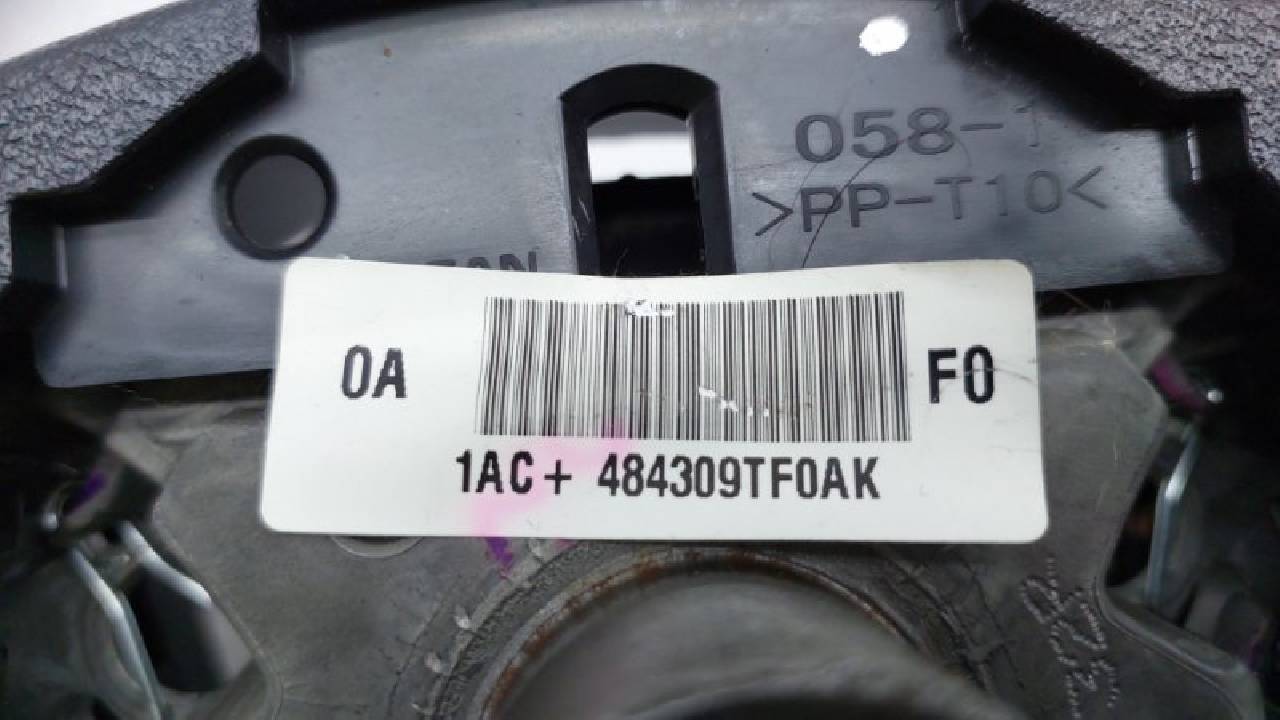 058-1
>PP-T10<
0A
F0
1AC+ 484309TF0AK